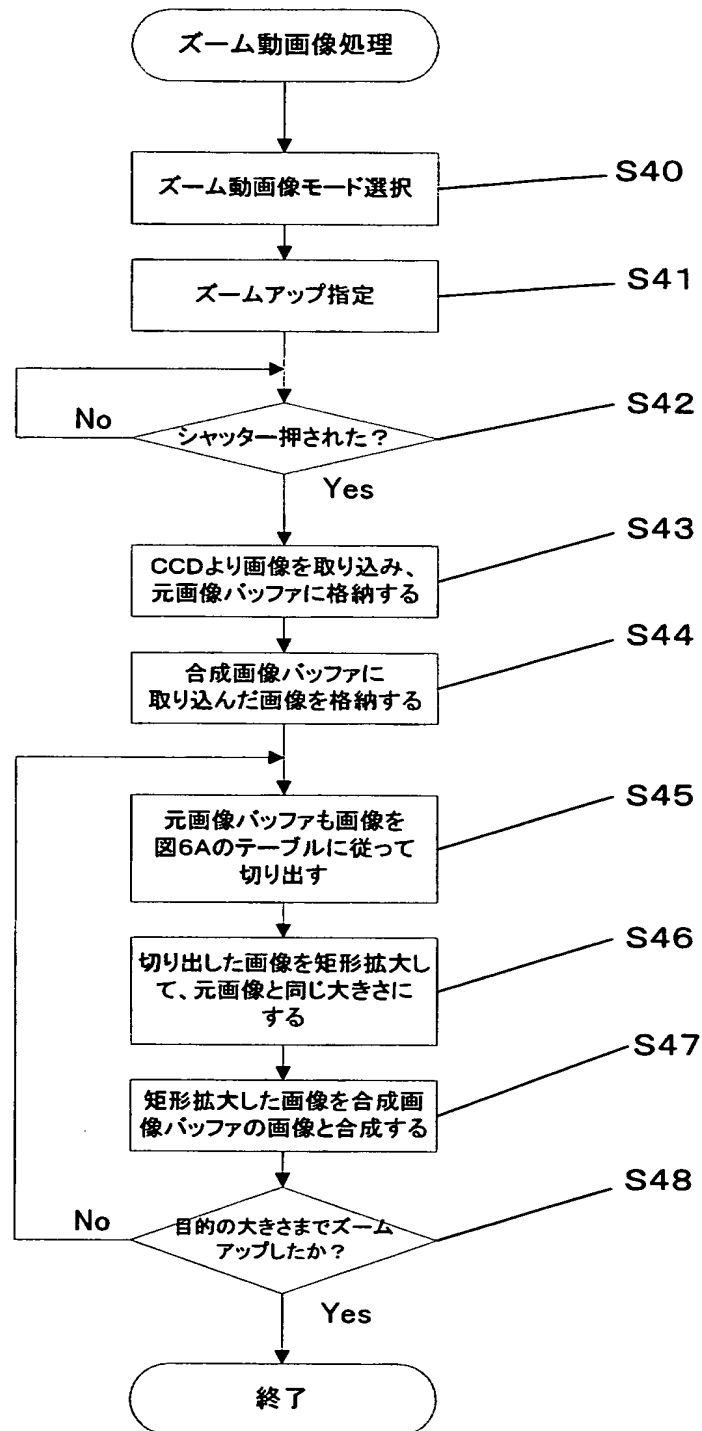 ズーム動画像処理
ズーム動画像モード選択
S40
ズームアップ指定
S41
No
シャッター押された?
S42
Yes
CCDより画像を取り込み、
元画像バッファに格納する
S43
合成画像バッファに
取り込んだ画像を格納する
S44
元画像バッファも画像を
図6Aのテーブルに従って
切り出す
S45
切り出した画像を矩形拡大し
て、元画像と同じ大きさに
する
S46
矩形拡大した画像を合成画
像バッファの画像と合成する
S47
No
目的の大きさまでズーム
アップしたか?
S48
Yes
終了